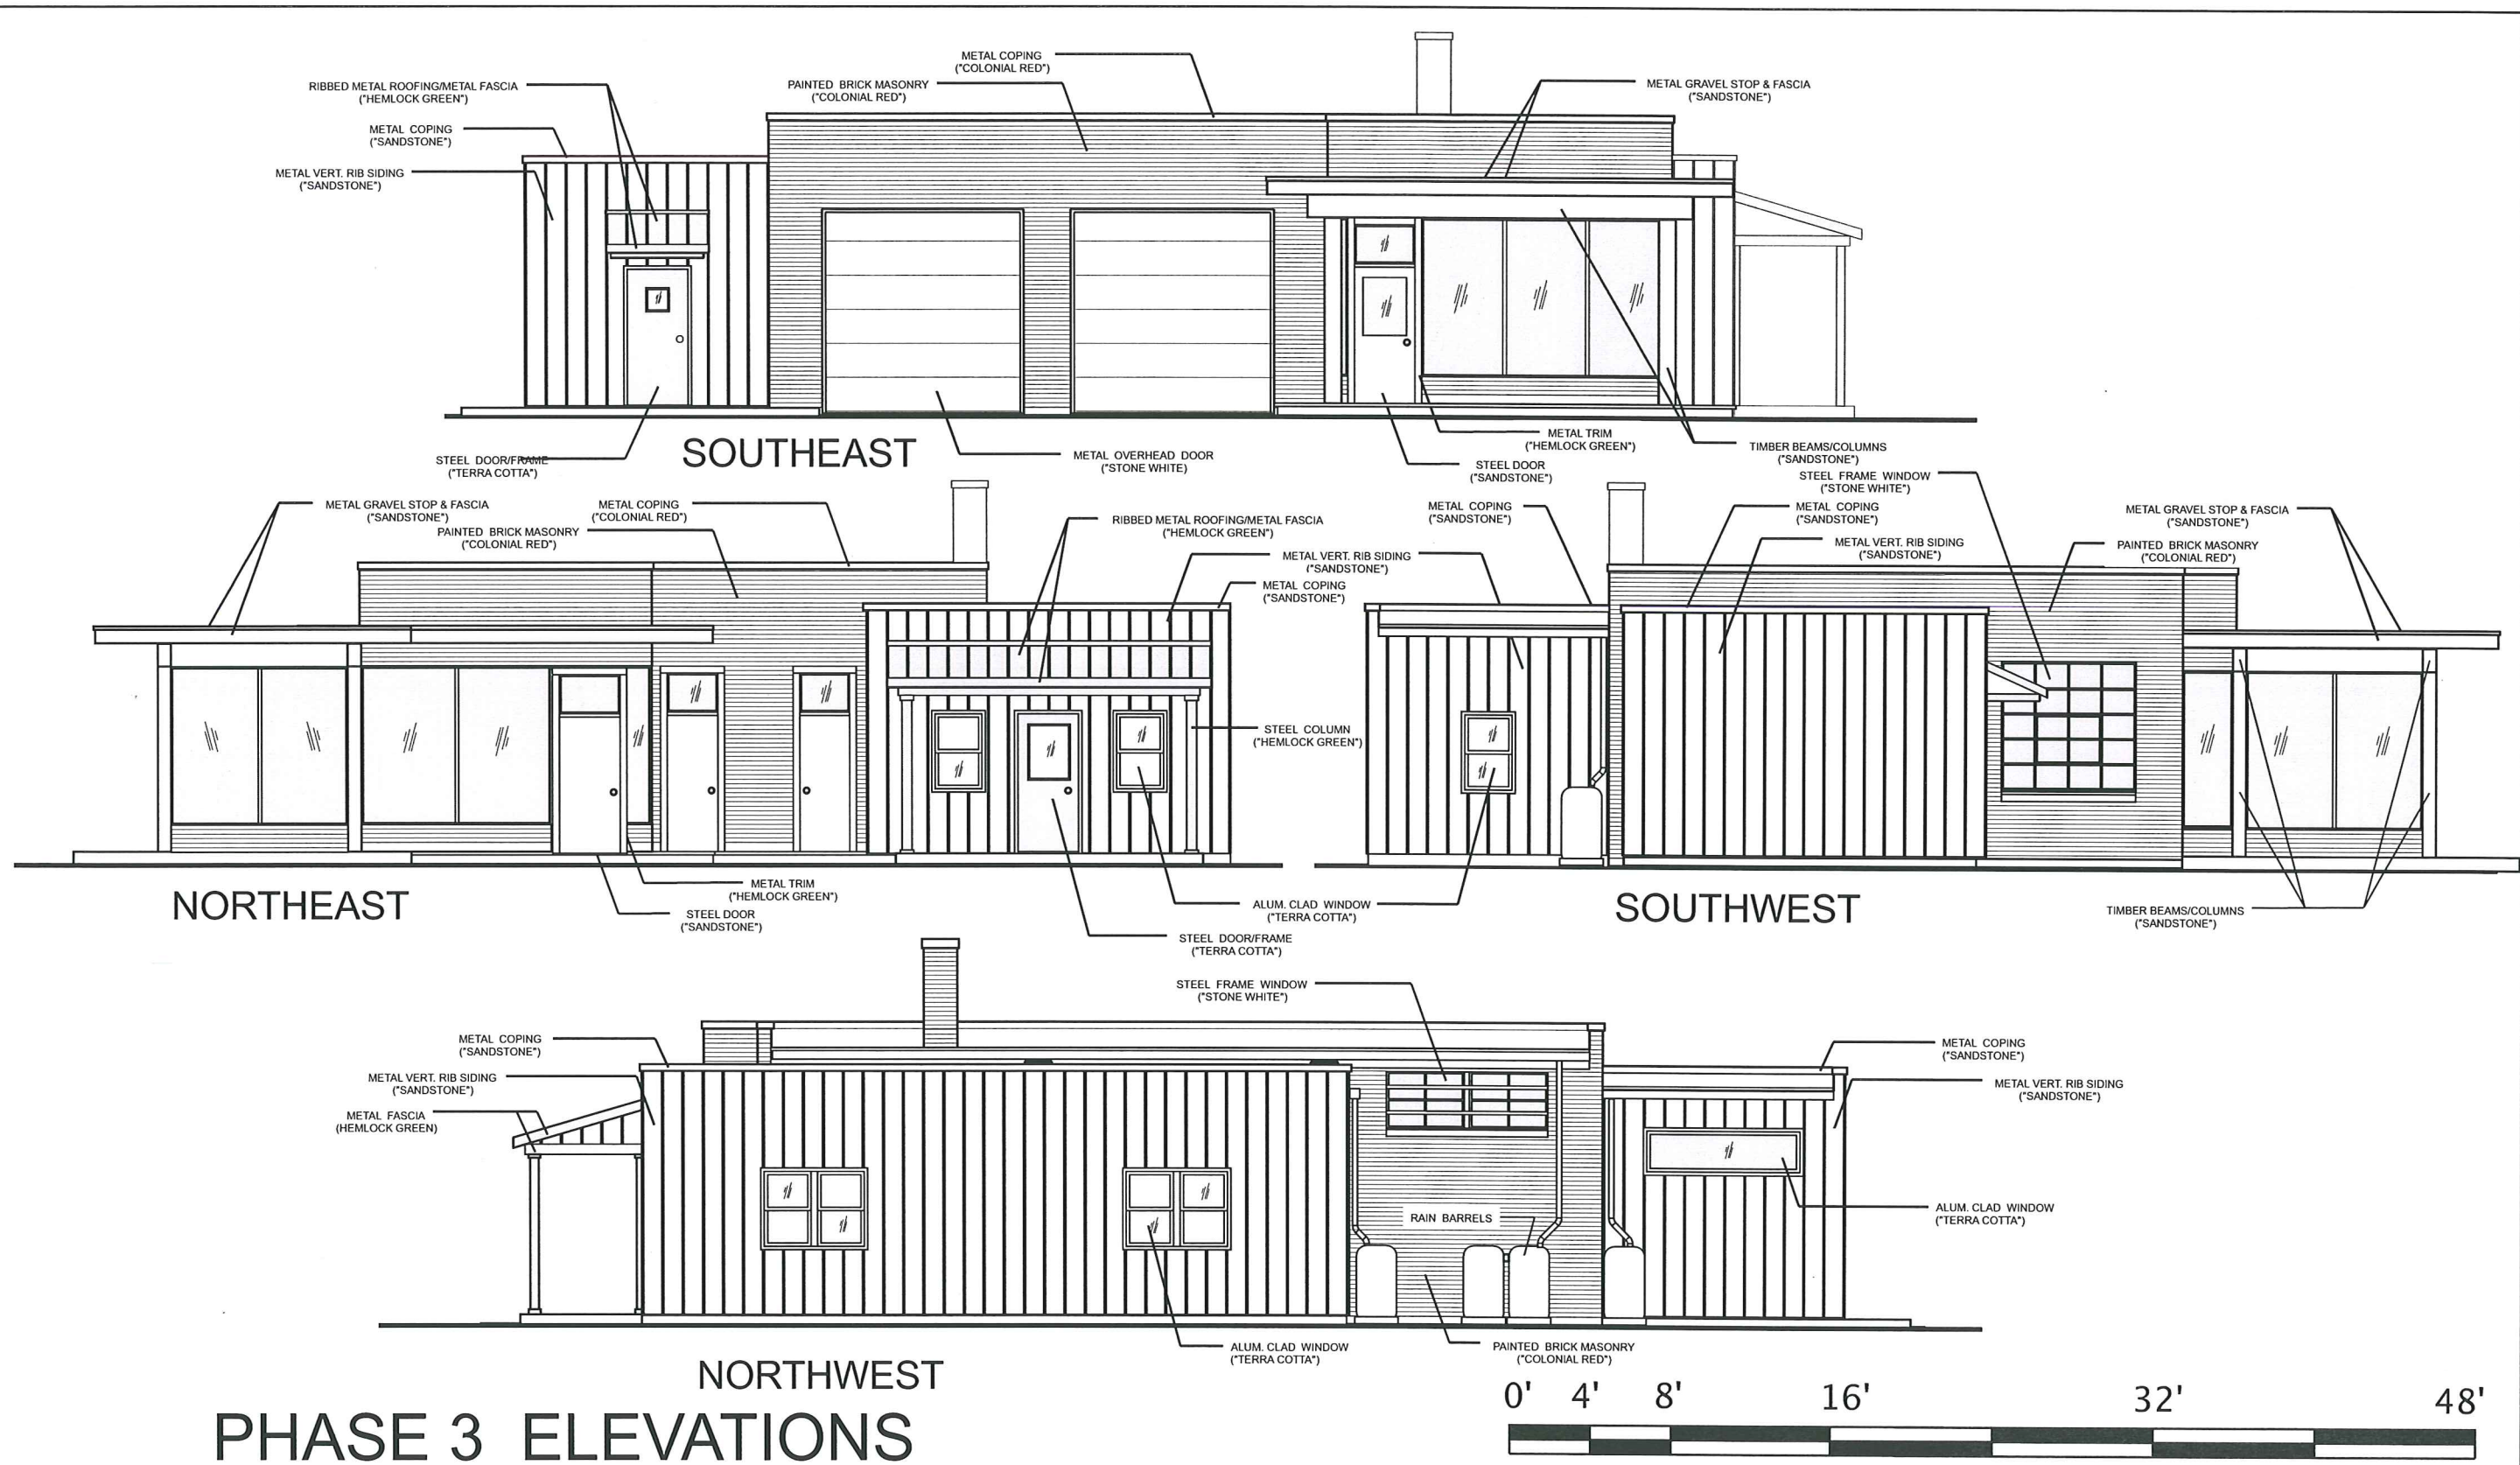 METAL COPING
("COLONIAL RED")
PAINTED BRICK MASONRY
("COLONIAL RED")
RIBBED METAL ROOFING/METAL FASCIA
("HEMLOCK GREEN")
METAL COPING
("SANDSTONE")
METAL VERT. RIB SIDING
("SANDSTONE")
METAL GRAVEL STOP & FASCIA
("SANDSTONE")
STEEL DOOR/FRAME
("TERRA COTTA")
SOUTHEAST
METAL OVERHEAD DOOR
("STONE WHITE")
METAL TRIM
("HEMLOCK GREEN")
STEEL DOOR
("SANDSTONE")
TIMBER BEAMS/COLUMNS
("SANDSTONE")
METAL GRAVEL STOP & FASCIA
("SANDSTONE")
METAL COPING
("COLONIAL RED")
PAINTED BRICK MASONRY
("COLONIAL RED")
RIBBED METAL ROOFING/METAL FASCIA
("HEMLOCK GREEN")
METAL VERT. RIB SIDING
("SANDSTONE")
METAL COPING
("SANDSTONE")
STEEL COLUMN
("HEMLOCK GREEN")
METAL COPING
("SANDSTONE")
STEEL FRAME WINDOW
("STONE WHITE")
METAL COPING
("SANDSTONE")
METAL VERT. RIB SIDING
("SANDSTONE")
METAL GRAVEL STOP & FASCIA
("SANDSTONE")
PAINTED BRICK MASONRY
("COLONIAL RED")
NORTHEAST
METAL TRIM
("HEMLOCK GREEN")
STEEL DOOR
("SANDSTONE")
ALUM. CLAD WINDOW
("TERRA COTTA")
STEEL DOOR/FRAME
("TERRA COTTA")
SOUTHWEST
TIMBER BEAMS/COLUMNS
("SANDSTONE")
STEEL FRAME WINDOW
("STONE WHITE")
METAL COPING
("SANDSTONE")
METAL VERT. RIB SIDING
("SANDSTONE")
METAL FASCIA
(HEMLOCK GREEN)
METAL COPING
("SANDSTONE")
METAL VERT. RIB SIDING
("SANDSTONE")
RAIN BARRELS
ALUM. CLAD WINDOW
("TERRA COTTA")
ALUM. CLAD WINDOW
("TERRA COTTA")
PAINTED BRICK MASONRY
("COLONIAL RED")
NORTHWEST
PHASE 3 ELEVATIONS
0' 4' 8' 16' 32' 48'